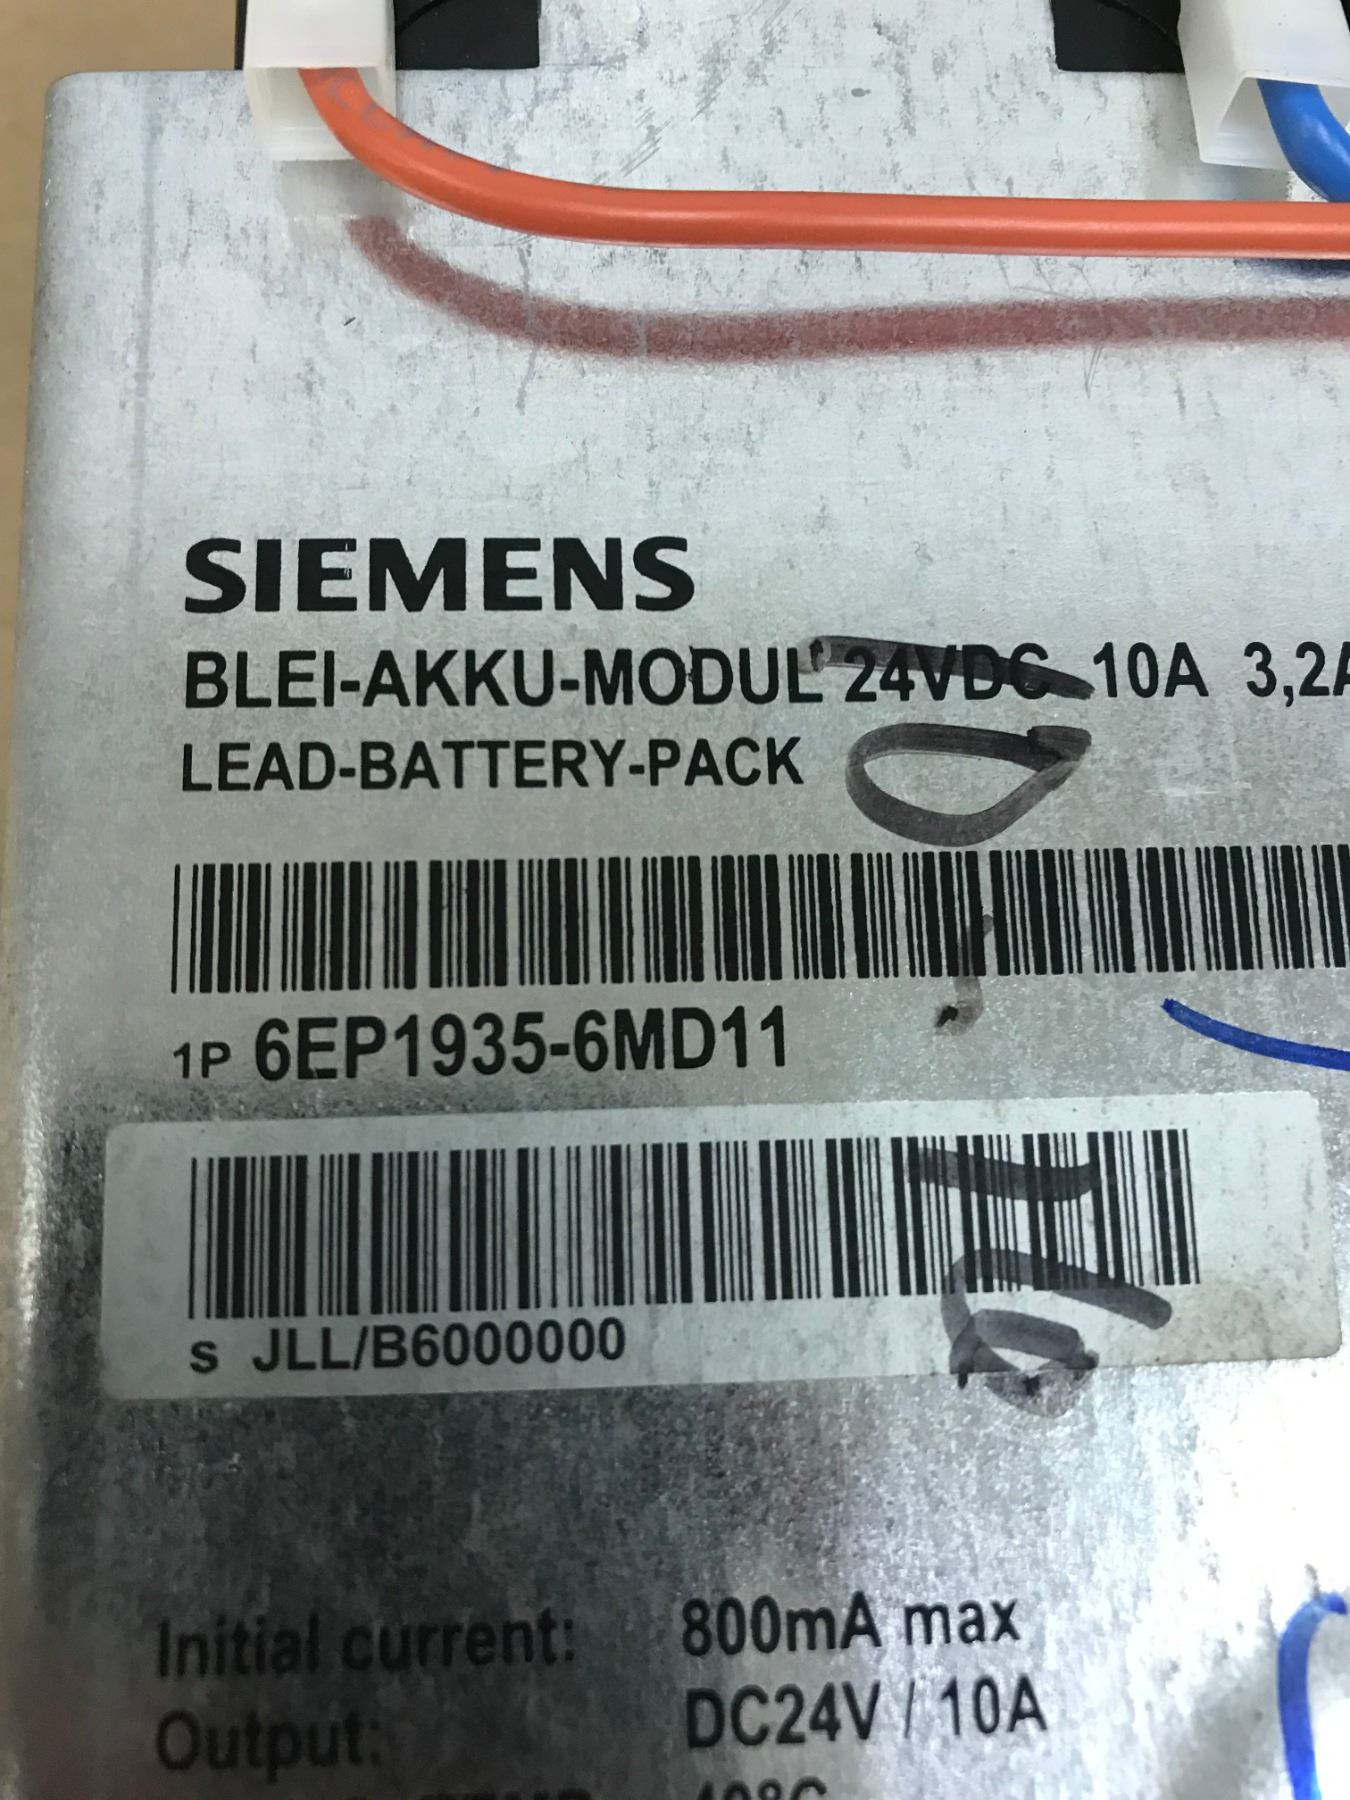 SIEMENS
BLEI-AKKU-MODUL 24VDC 10A 3,2A
LEAD-BATTERY-PACK
1P 6EP1935-6MD11
S JLL/B6000000
Initial current: 800mA max
Output: DC24V / 10A
40°C